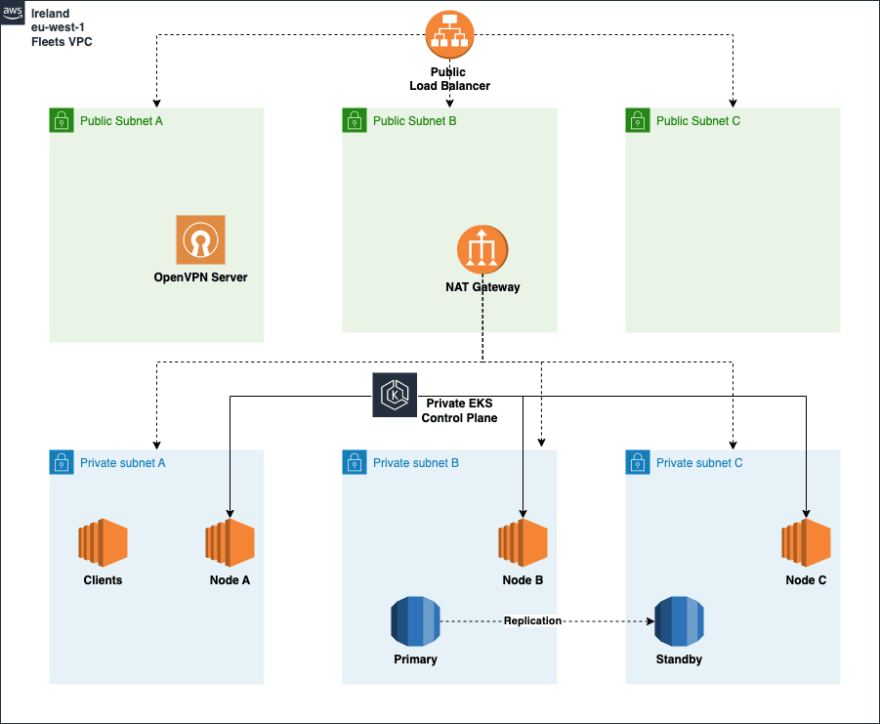 aws
Ireland
eu-west-1
Fleets VPC
Public
Load Balancer
Public Subnet A
Public Subnet B
Public Subnet C
OpenVPN Server
NAT Gateway
Private EKS
Control Plane
Private subnet A
Private subnet B
Private subnet C
Clients
Node A
Node B
Node C
Replication
Primary
Standby